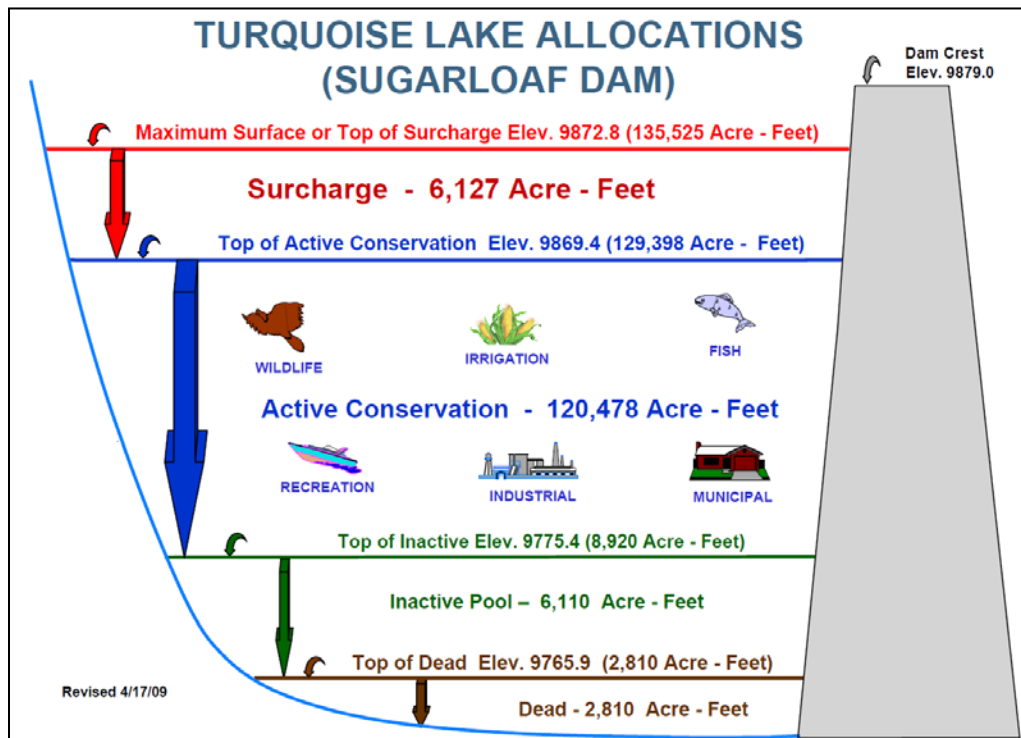 TURQUOISE LAKE ALLOCATIONS
(SUGARLOAF DAM)
Dam Crest
Elev. 9879.0
Maximum Surface or Top of Surcharge Elev. 9872.8 (135,525 Acre - Feet)
Surcharge - 6,127 Acre - Feet
Top of Active Conservation Elev. 9869.4 (129,398 Acre - Feet)
WILDLIFE
IRRIGATION
FISH
Active Conservation - 120,478 Acre - Feet
RECREATION
INDUSTRIAL
MUNICIPAL
Top of Inactive Elev. 9775.4 (8,920 Acre - Feet)
Inactive Pool – 6,110 Acre - Feet
Top of Dead Elev. 9765.9 (2,810 Acre - Feet)
Revised 4/17/09
Dead - 2,810 Acre - Feet